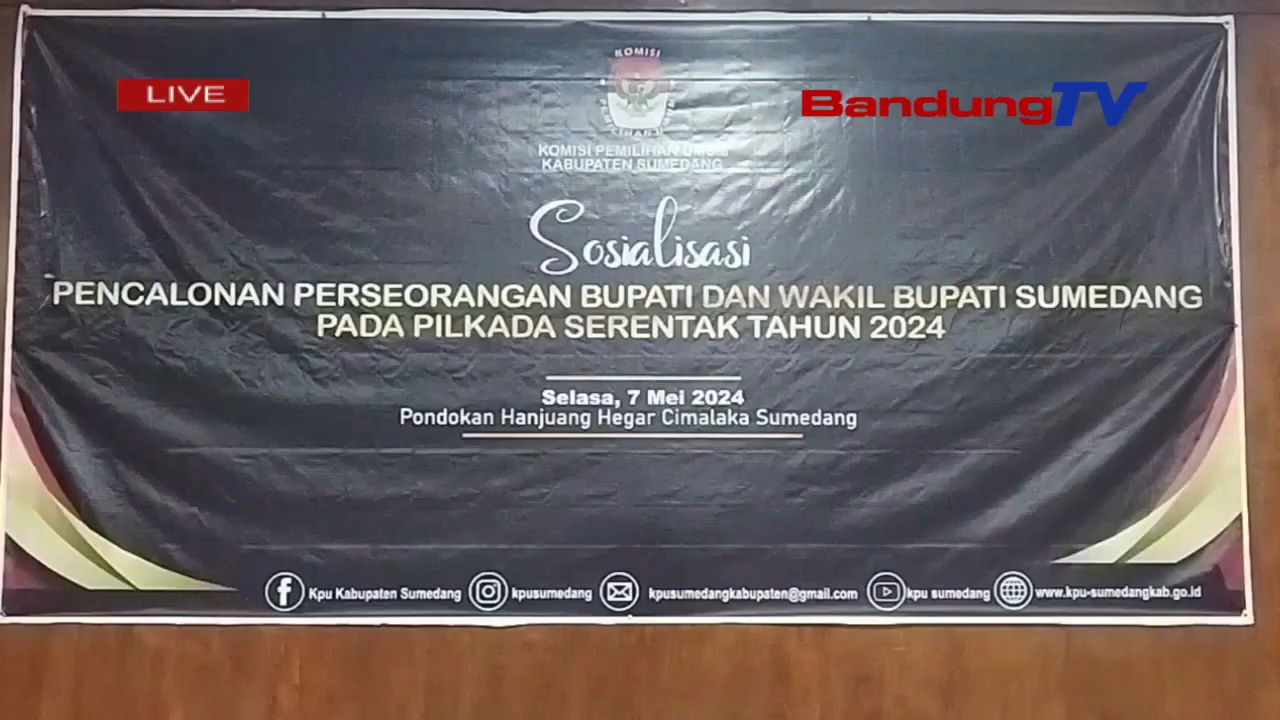 LIVE
BandungTV
KOMISI
PEMILIHAN UMUM
KOMISI PEMILIHAN UMUM
KABUPATEN SUMEDANG
Sosialisasi
PENCALONAN PERSEORANGAN BUPATI DAN WAKIL BUPATI SUMEDANG
PADA PILKADA SERENTAK TAHUN 2024
Selasa, 7 Mei 2024
Pondokan Hanjuang Hegar Cimalaka Sumedang
Kpu Kabupaten Sumedang kpusumedang kpusumedangkabupaten@gmail.com kpu sumedang www.kpu-sumedangkab.go.id